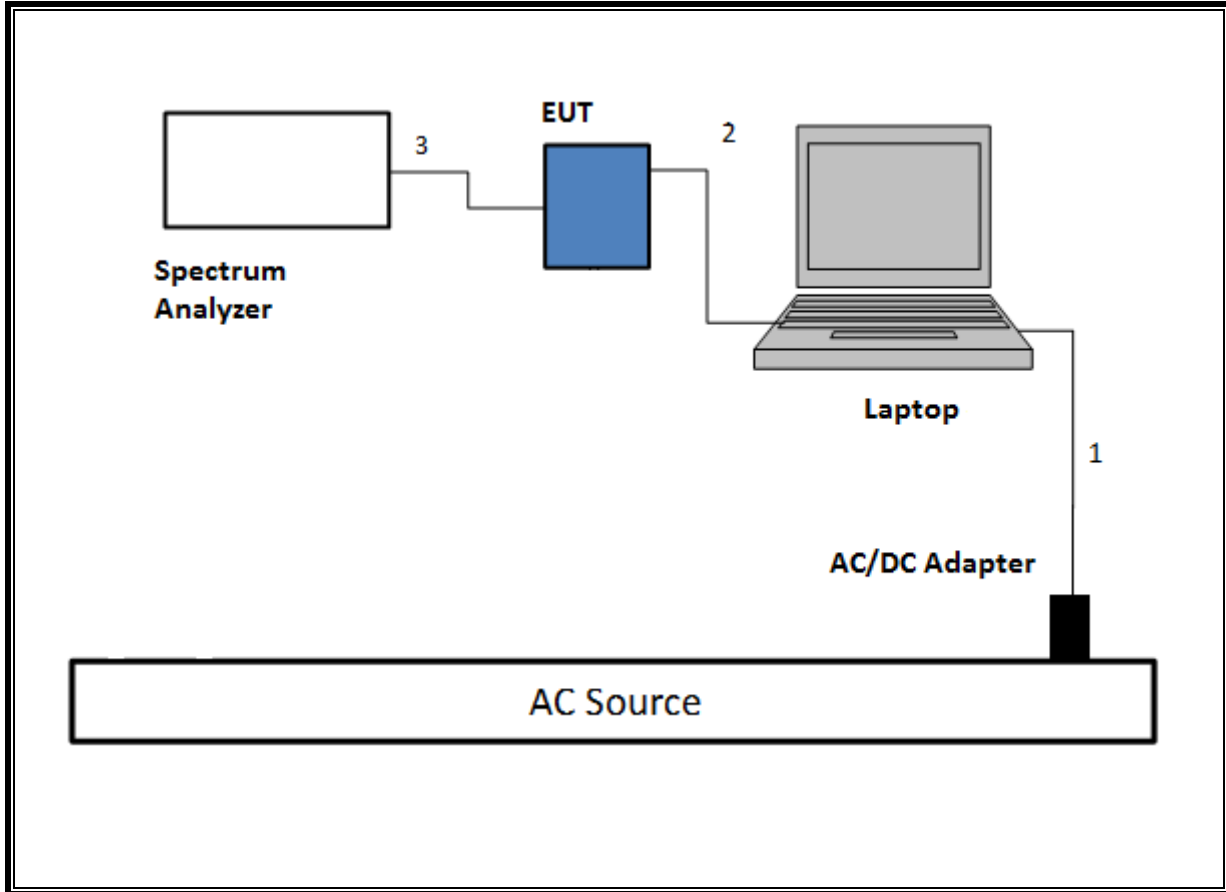 EUT
2
3
Spectrum
Analyzer
Laptop
1
AC/DC Adapter
AC Source